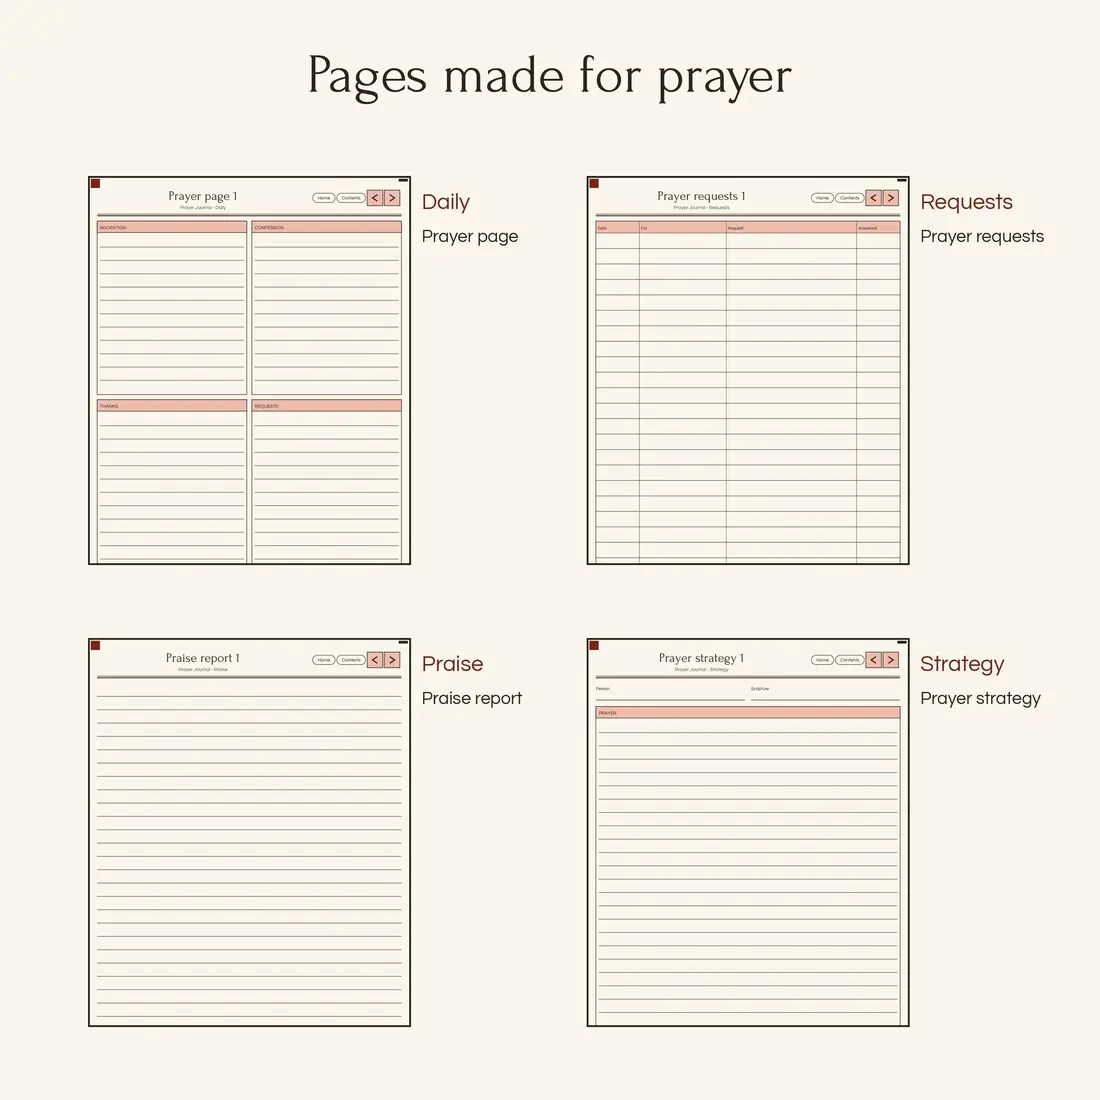 Pages made for prayer
Prayer page 1
Prayer Journal - Daily
Home
Contents
<
>
ADORATION
CONFESSION
THANKS
REQUESTS
Daily
Prayer page
Prayer requests 1
Prayer Journal - Requests
Home
Contents
<
>
Date
For
Request
Answered
Requests
Prayer requests
Praise report 1
Prayer Journal - Praise
Home
Contents
<
>
Praise
Praise report
Prayer strategy 1
Prayer Journal - Strategy
Home
Contents
<
>
Person
Scripture
PRAYER
Strategy
Prayer strategy